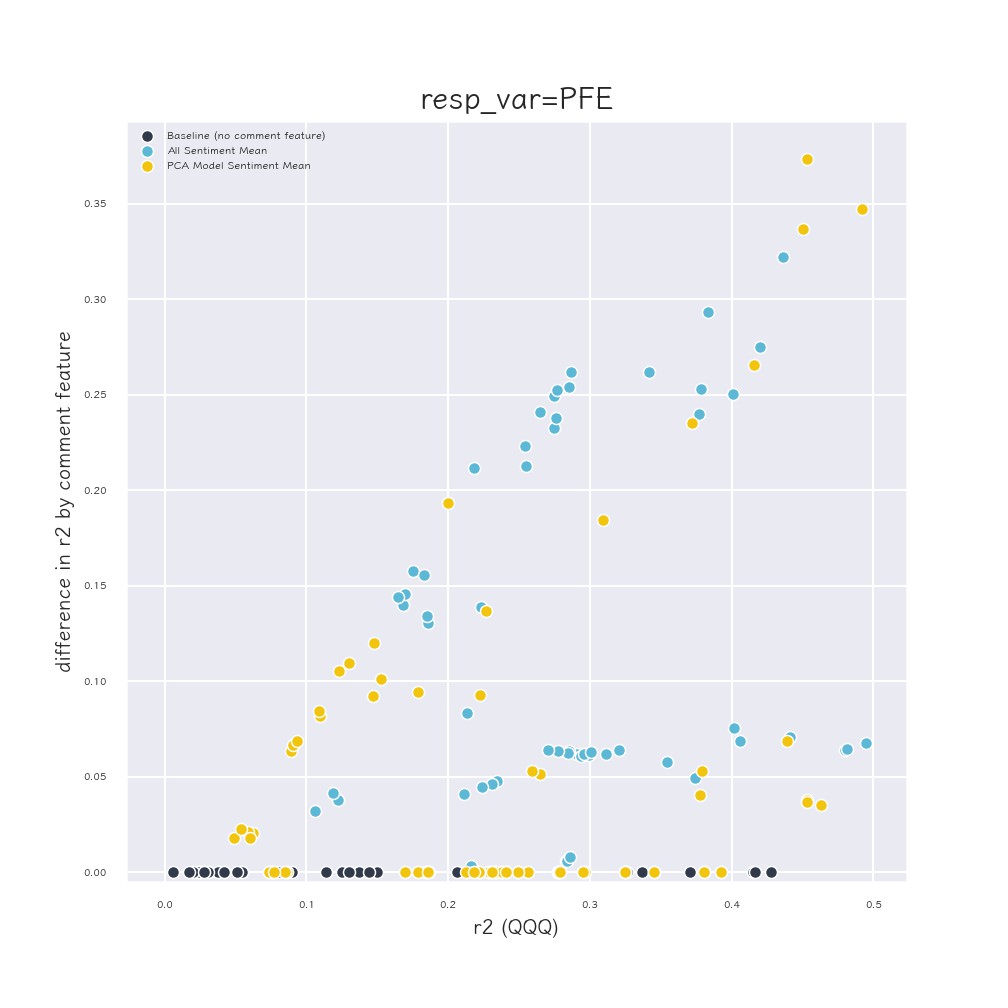 resp_var=PFE
Baseline (no comment feature)
All Sentiment Mean
PCA Model Sentiment Mean
difference in r2 by comment feature
0.35
0.30
0.25
0.20
0.15
0.10
0.05
0.00
0.0 0.1 0.2 0.3 0.4 0.5
r2 (QQQ)